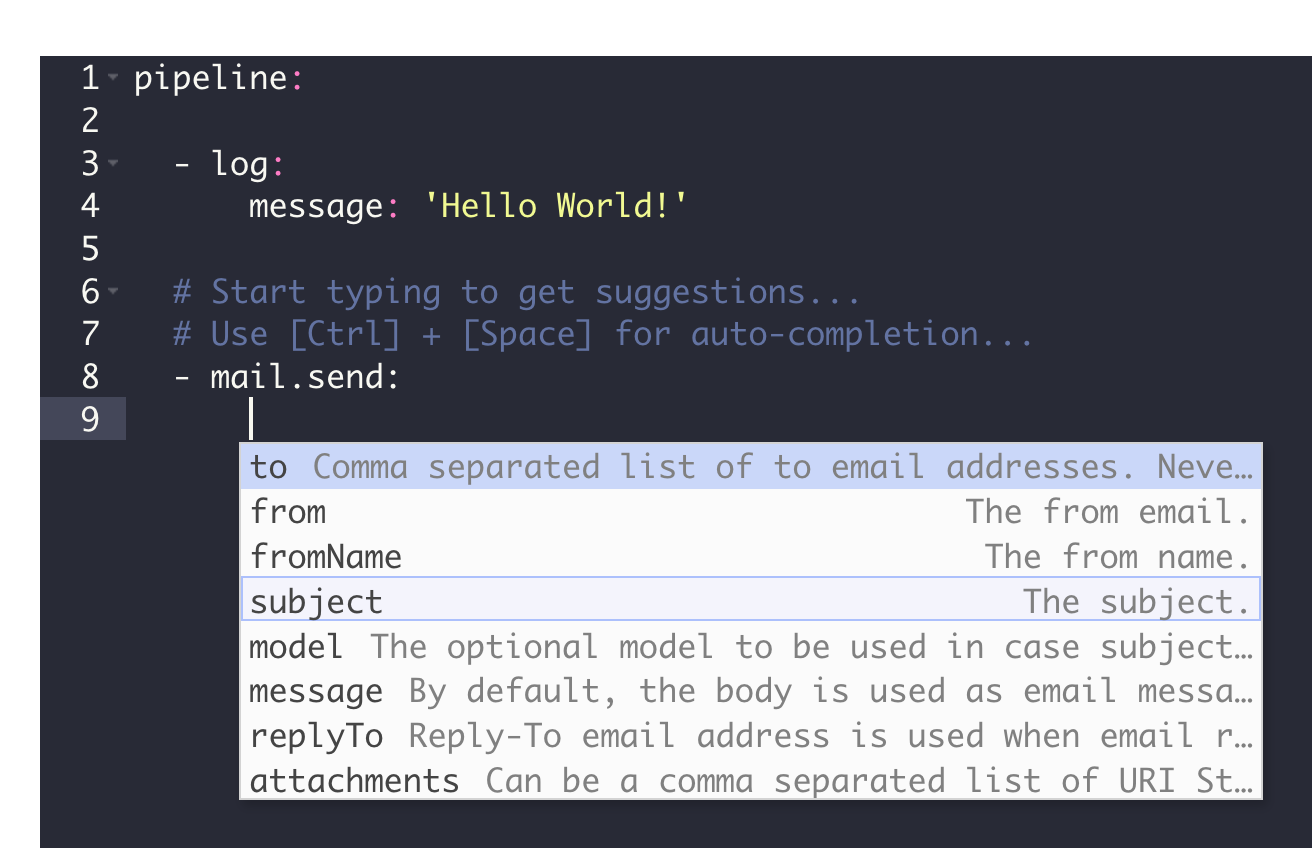 1 pipeline:
2
3   - log:
4       message: 'Hello World!'
5
6   # Start typing to get suggestions...
7   # Use [Ctrl] + [Space] for auto-completion...
8   - mail.send:
9
to Comma separated list of to email addresses. Neve…
from The from email.
fromName The from name.
subject The subject.
model The optional model to be used in case subject…
message By default, the body is used as email messa…
replyTo Reply-To email address is used when email r…
attachments Can be a comma separated list of URI St…